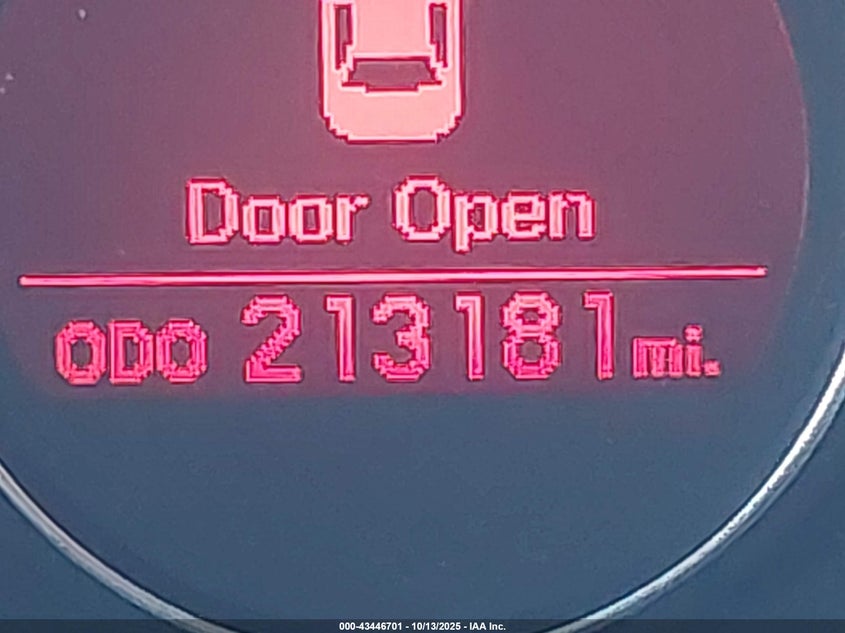 Door Open
ODO 213181 mi.
000-43446701 - 10/13/2025 - IAA Inc.